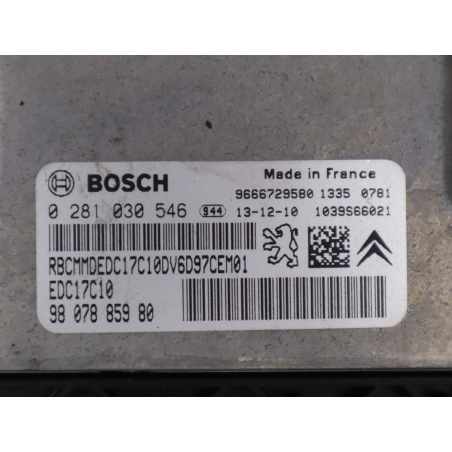 BOSCH
Made in France
9666729580 1335 0781
0 281 030 546 944 13-12-10 1039S66021
RBCMMDEDC17C10DV6D97CEM01
EDC17C10
98 078 859 80